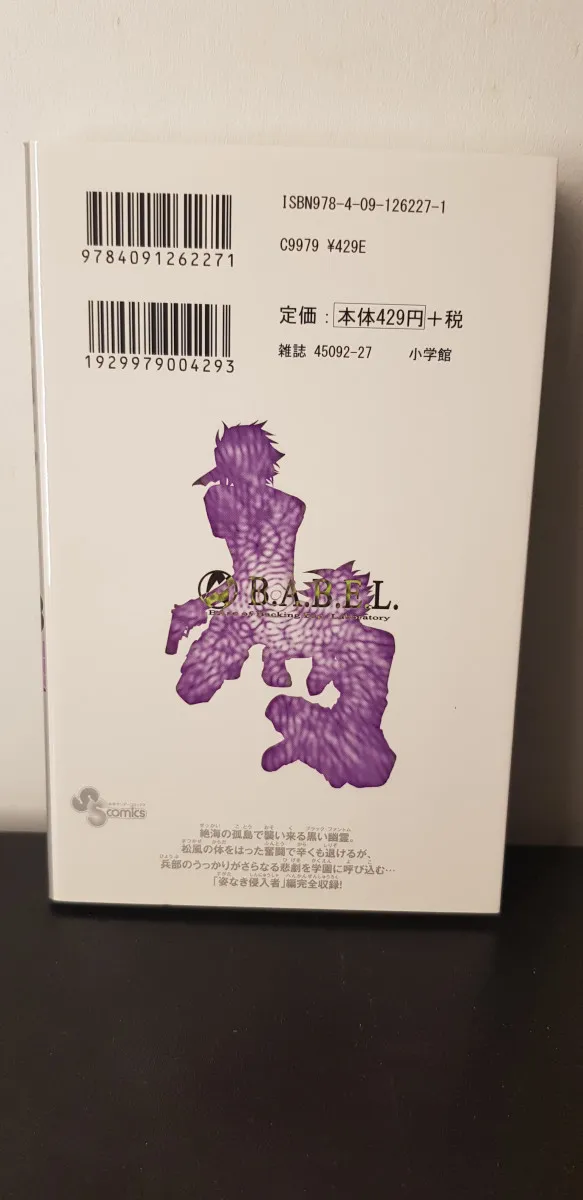 ISBN978-4-09-126227-1
9784091262271
C9979 ¥429E
定価：本体429円＋税
1929979004293
雑誌 45092-27 小学館
B.A.B.E.L.
comics
絶海の孤島で襲い来る黒い幽霊。
松風の体をはった奮闘で辛くも退けるが、
兵部のうっかりがさらなる悲劇を学園に呼び込む…
「姿なき侵入者」編完全収録!